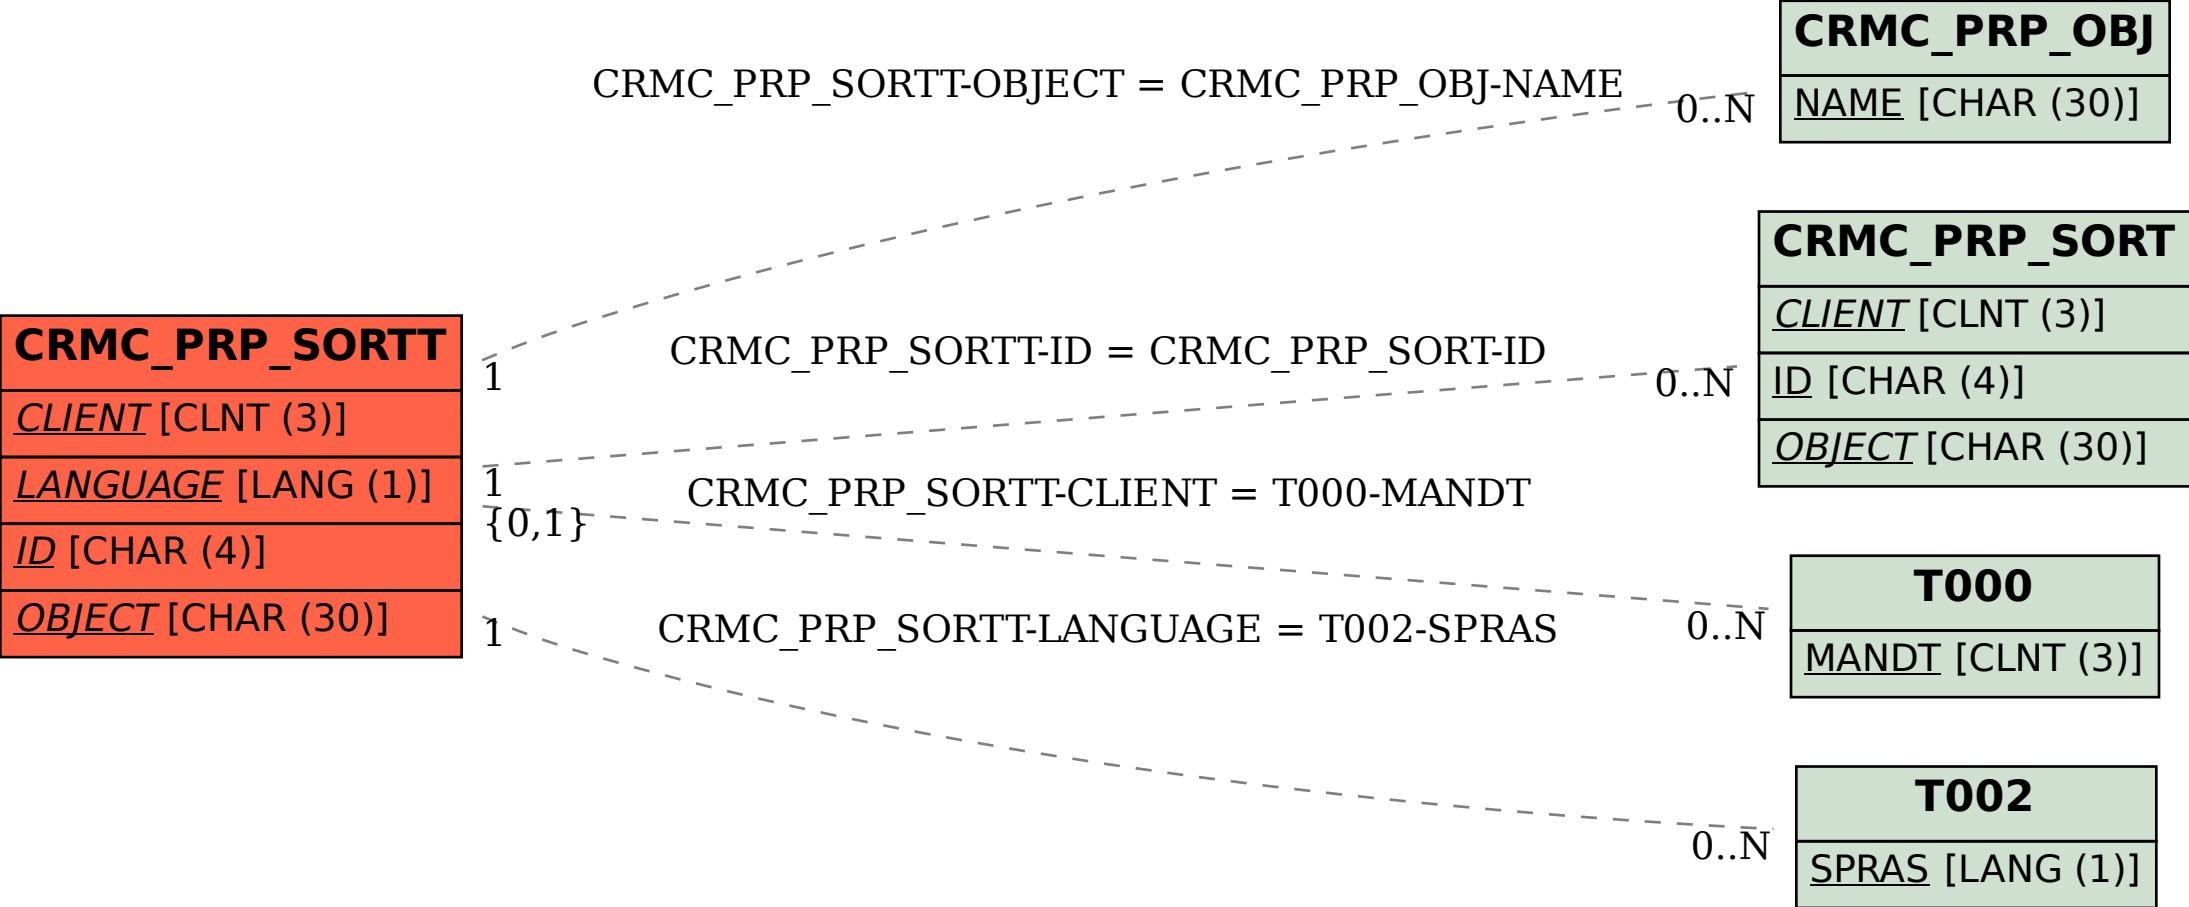 CRMC_PRP_OBJ
NAME [CHAR (30)]
CRMC_PRP_SORTT-OBJECT = CRMC_PRP_OBJ-NAME
0..N
1
CRMC_PRP_SORT
CLIENT [CLNT (3)]
ID [CHAR (4)]
OBJECT [CHAR (30)]
CRMC_PRP_SORTT-ID = CRMC_PRP_SORT-ID
0..N
1
CRMC_PRP_SORTT
CLIENT [CLNT (3)]
LANGUAGE [LANG (1)]
ID [CHAR (4)]
OBJECT [CHAR (30)]
CRMC_PRP_SORTT-CLIENT = T000-MANDT
{0,1}
0..N
T000
MANDT [CLNT (3)]
CRMC_PRP_SORTT-LANGUAGE = T002-SPRAS
1
0..N
T002
SPRAS [LANG (1)]